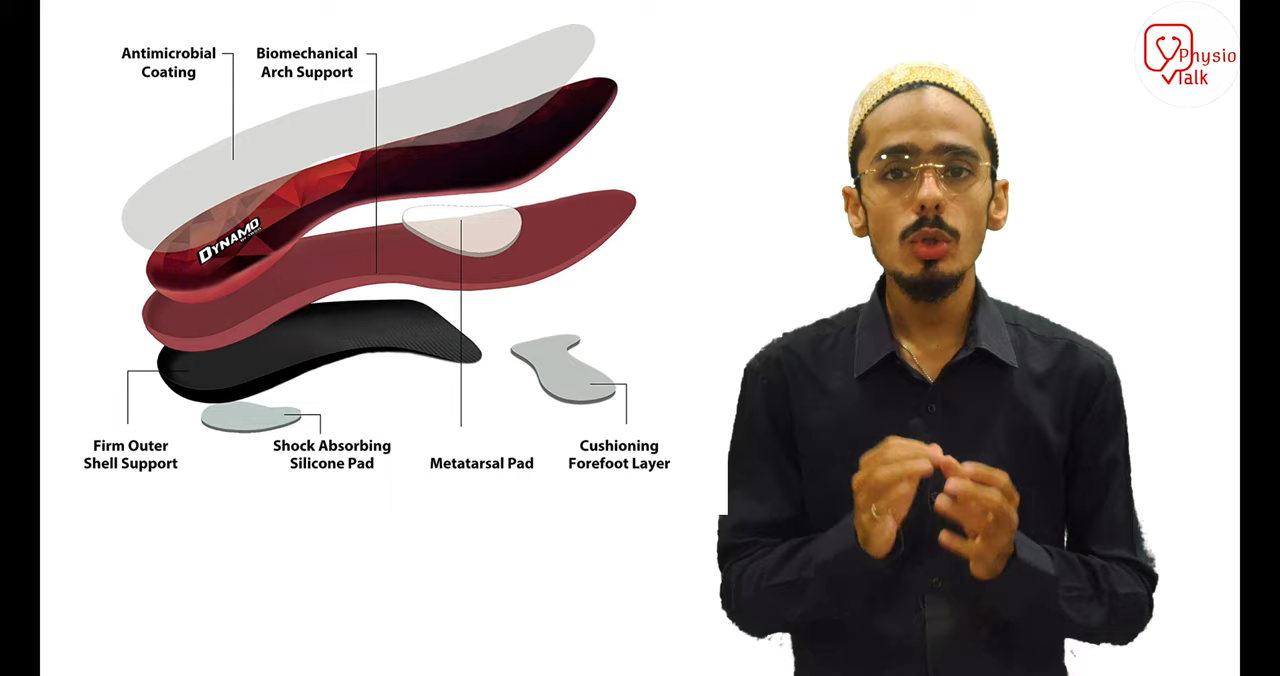 Antimicrobial
Coating
Biomechanical
Arch Support
Physio
Talk
DYNAMO
Firm Outer
Shell Support
Shock Absorbing
Silicone Pad
Metatarsal Pad
Cushioning
Forefoot Layer